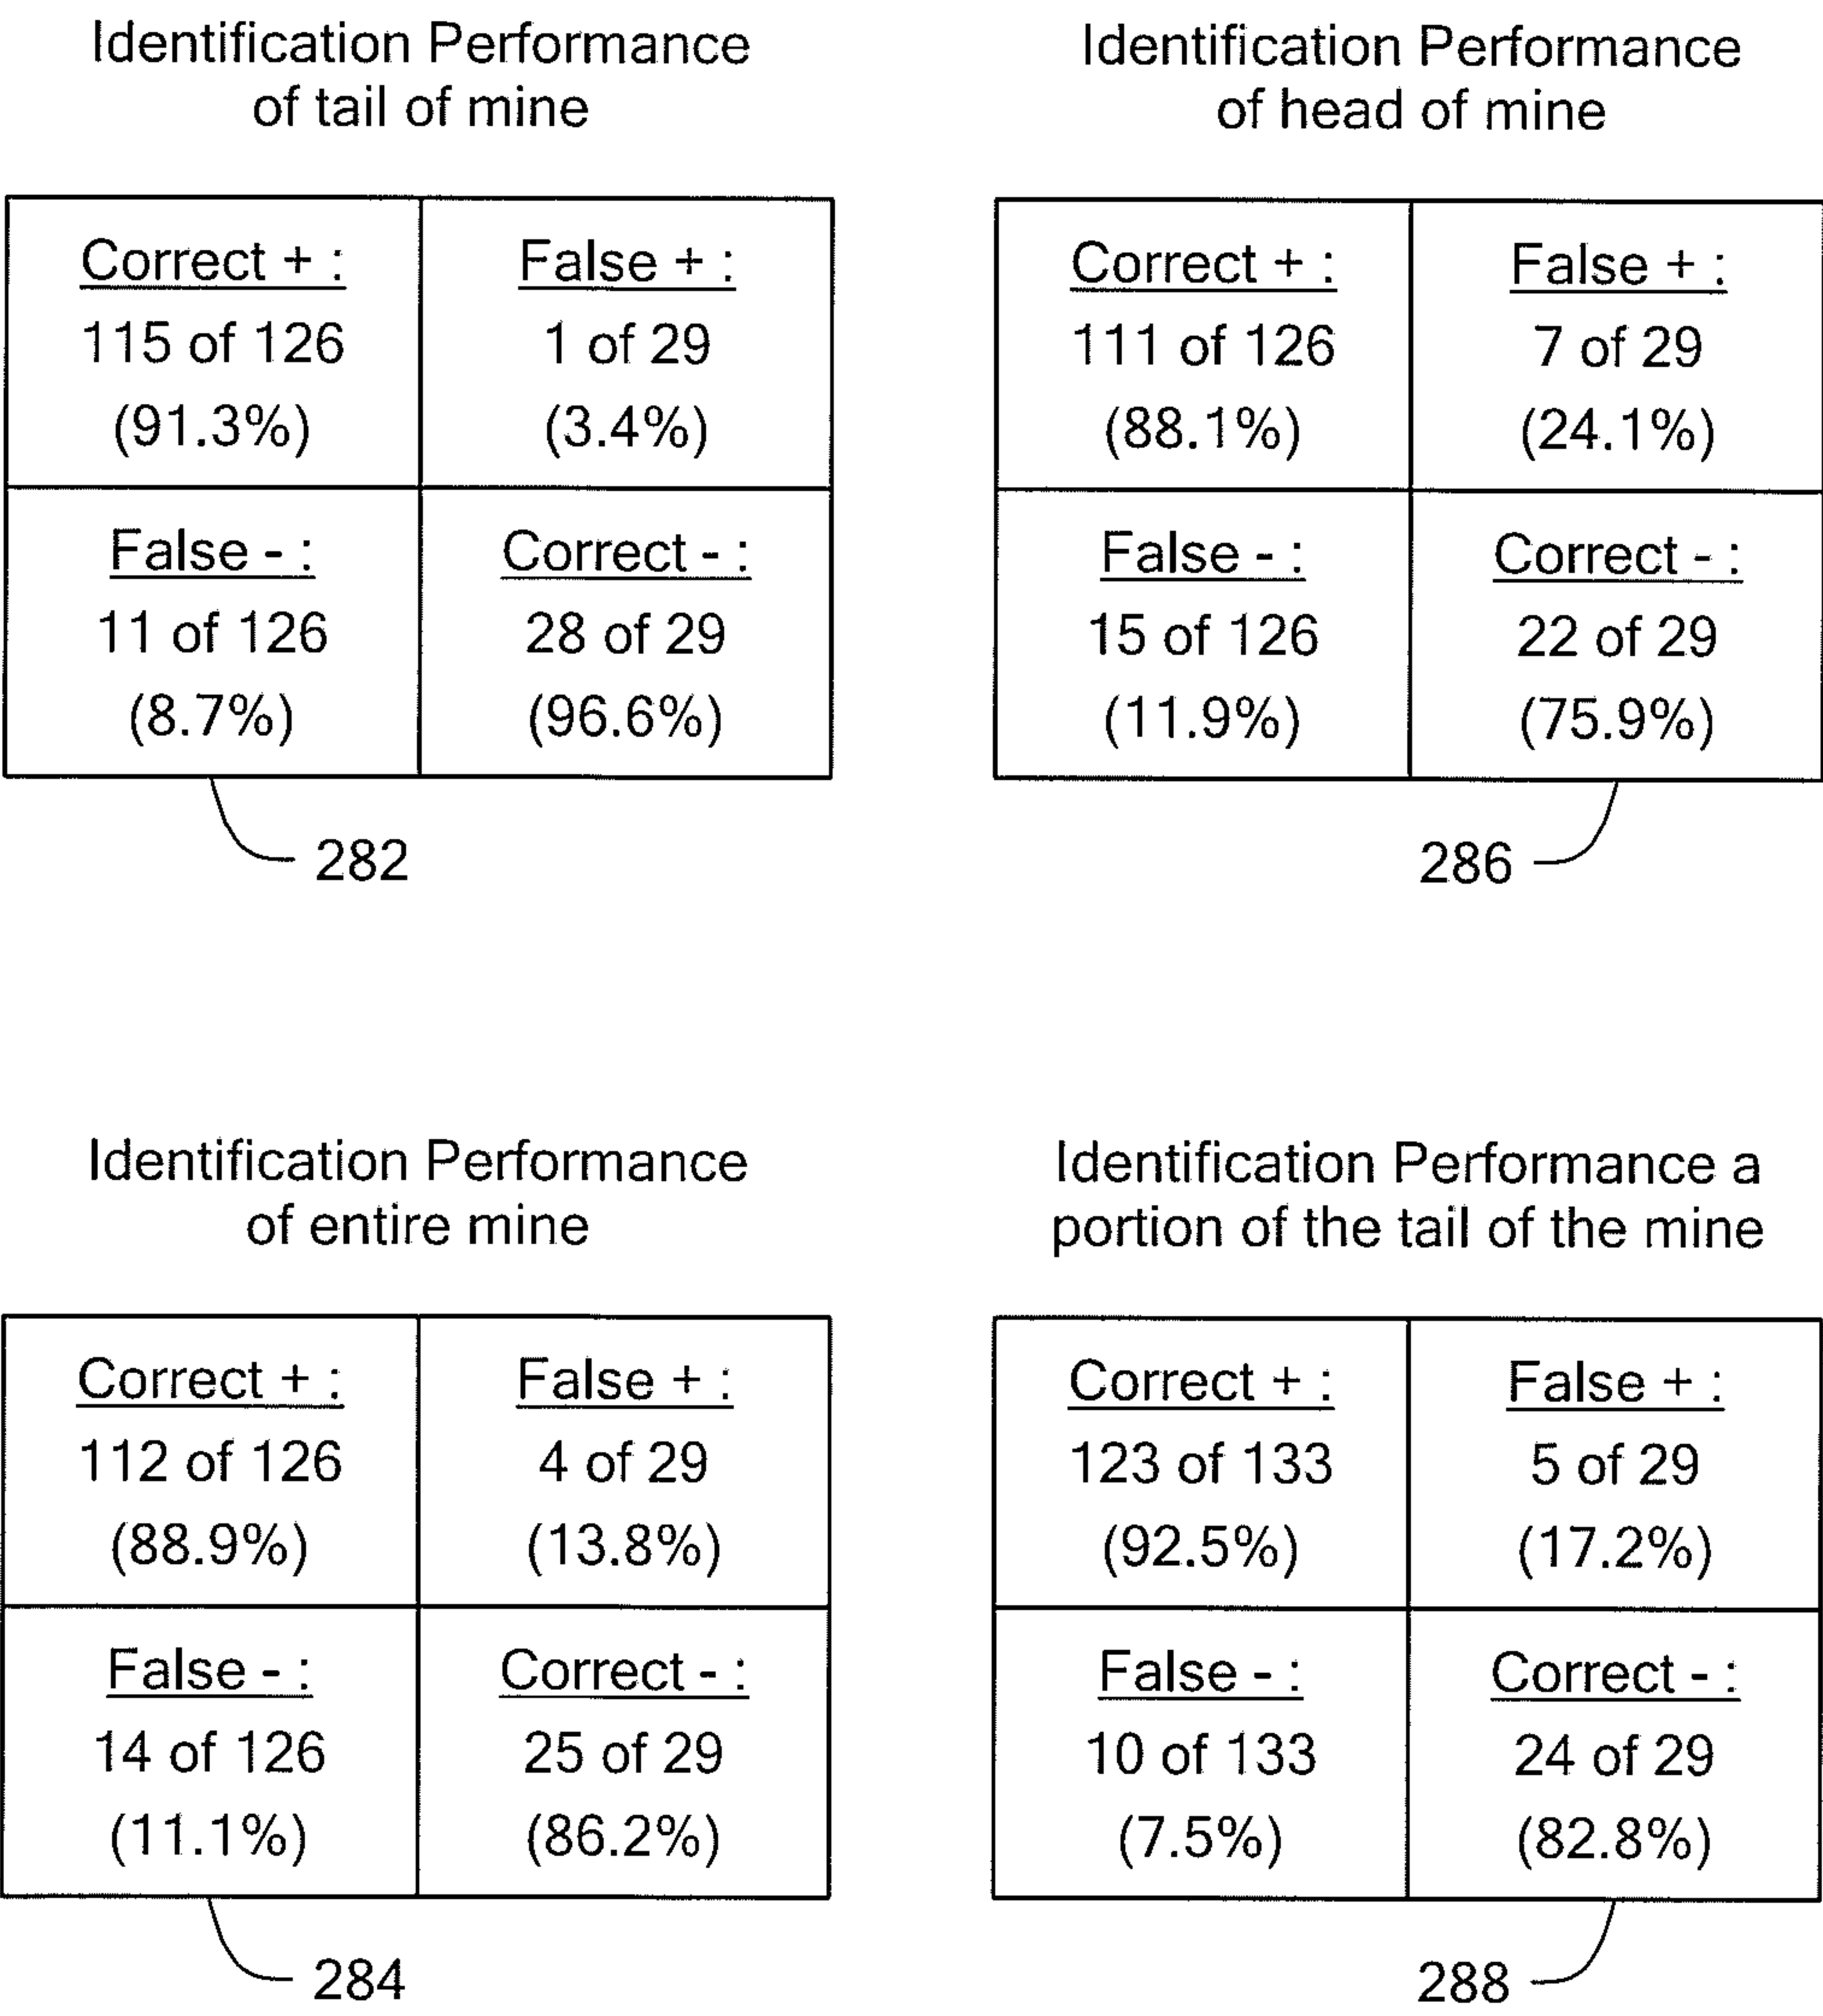 Identification Performance
of tail of mine
Correct + :
115 of 126
(91.3%)
False + :
1 of 29
(3.4%)
False - :
11 of 126
(8.7%)
Correct - :
28 of 29
(96.6%)
282
Identification Performance
of head of mine
Correct + :
111 of 126
(88.1%)
False + :
7 of 29
(24.1%)
False - :
15 of 126
(11.9%)
Correct - :
22 of 29
(75.9%)
286
Identification Performance
of entire mine
Correct + :
112 of 126
(88.9%)
False + :
4 of 29
(13.8%)
False - :
14 of 126
(11.1%)
Correct - :
25 of 29
(86.2%)
284
Identification Performance a
portion of the tail of the mine
Correct + :
123 of 133
(92.5%)
False + :
5 of 29
(17.2%)
False - :
10 of 133
(7.5%)
Correct - :
24 of 29
(82.8%)
288